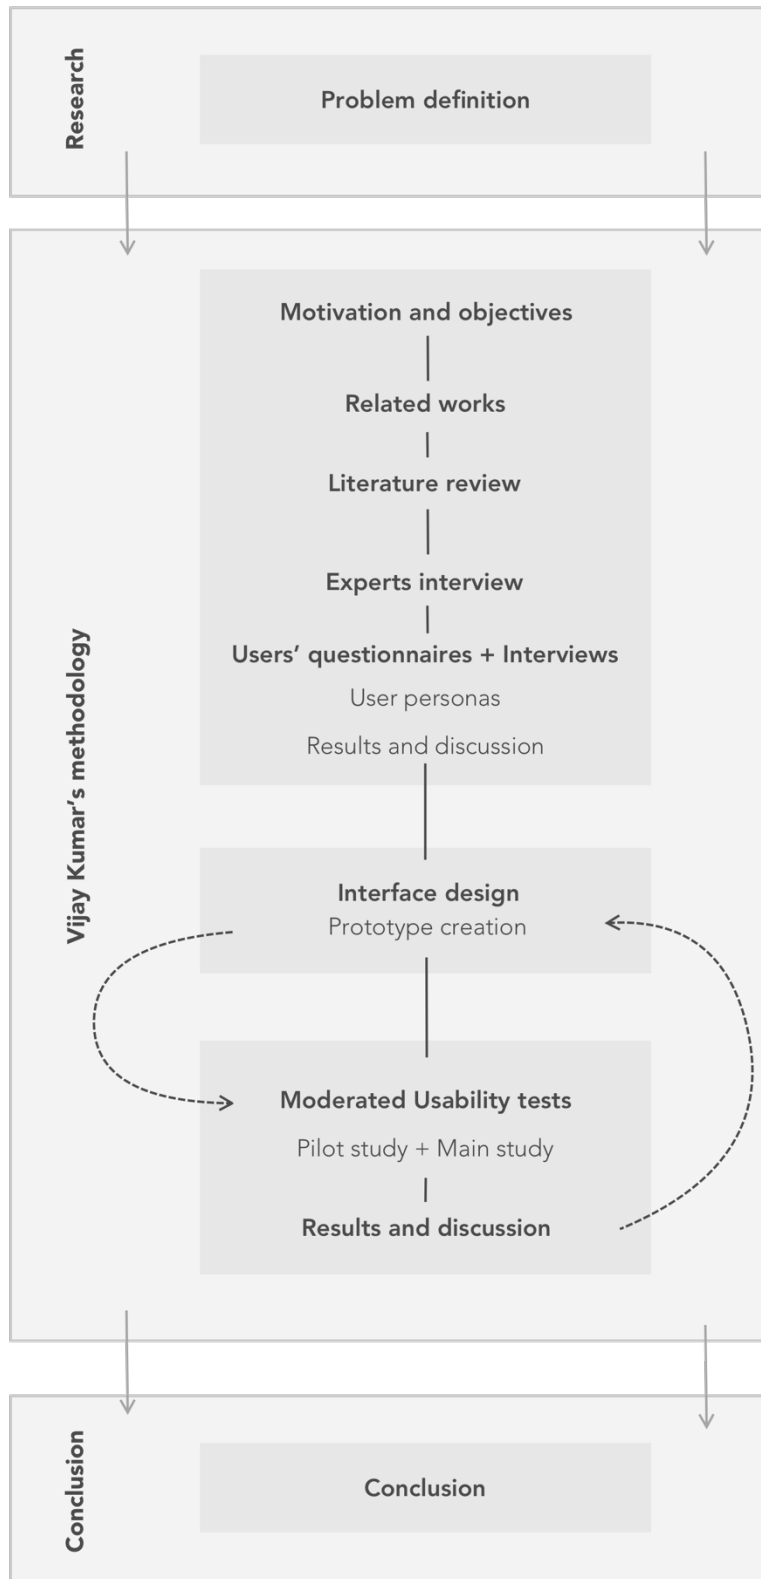 Research
Problem definition
Vijay Kumar’s methodology
Motivation and objectives
Related works
Literature review
Experts interview
Users’ questionnaires + Interviews
User personas
Results and discussion
Interface design
Prototype creation
Moderated Usability tests
Pilot study + Main study
Results and discussion
Conclusion
Conclusion